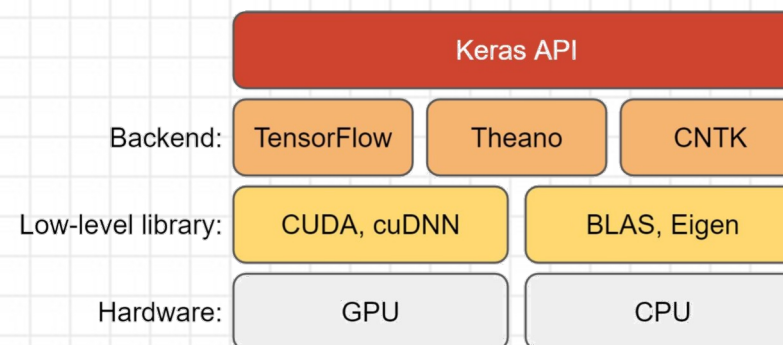 Keras API
Backend: TensorFlow Theano CNTK
Low-level library: CUDA, cuDNN BLAS, Eigen
Hardware: GPU CPU